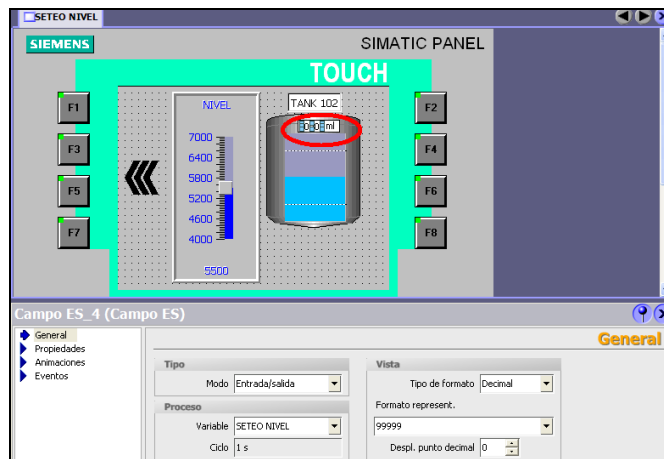 SETEO NIVEL
SIEMENS
SIMATIC PANEL
TOUCH
F1
F2
F3
F4
F5
F6
F7
F8
NIVEL
7000
6400
5800
5200
4600
4000
5500
TANK 102
ml
Campo ES_4 (Campo ES)
General
Propiedades
Animaciones
Eventos
General
Tipo
Modo Entrada/salida
Proceso
Variable SETEO NIVEL
Ciclo 1 s
Vista
Tipo de formato Decimal
Formato represent.
99999
Despl. punto decimal 0